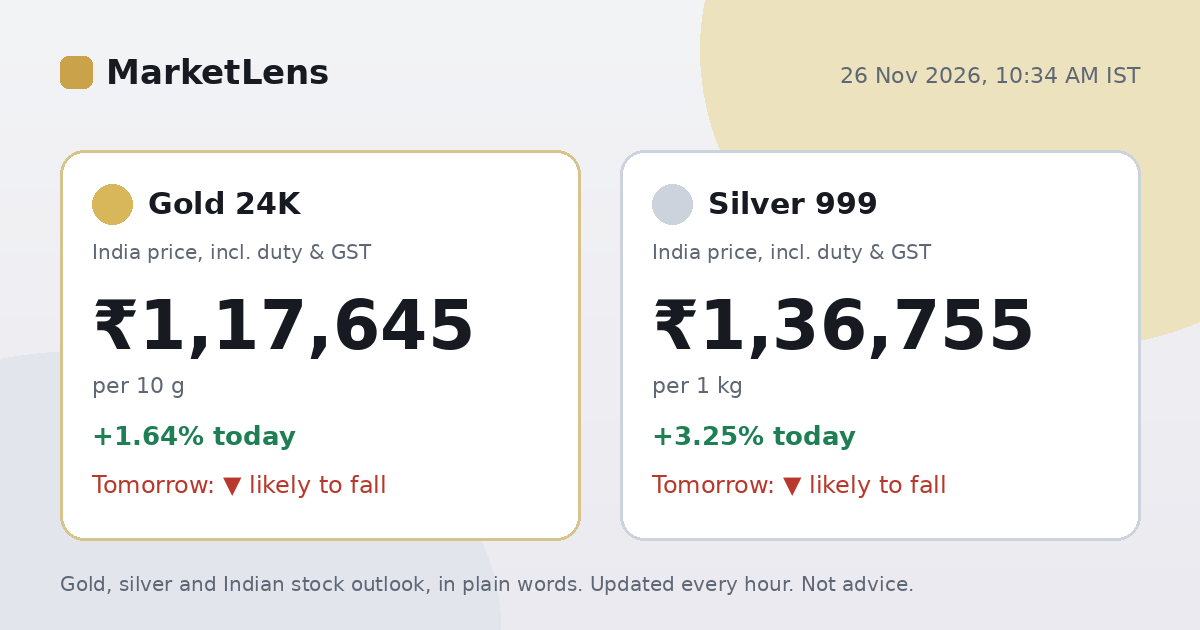 MarketLens
26 Nov 2026, 10:34 AM IST
Gold 24K
India price, incl. duty & GST
₹1,17,645
per 10 g
+1.64% today
Tomorrow: ▼ likely to fall
Silver 999
India price, incl. duty & GST
₹1,36,755
per 1 kg
+3.25% today
Tomorrow: ▼ likely to fall
Gold, silver and Indian stock outlook, in plain words. Updated every hour. Not advice.